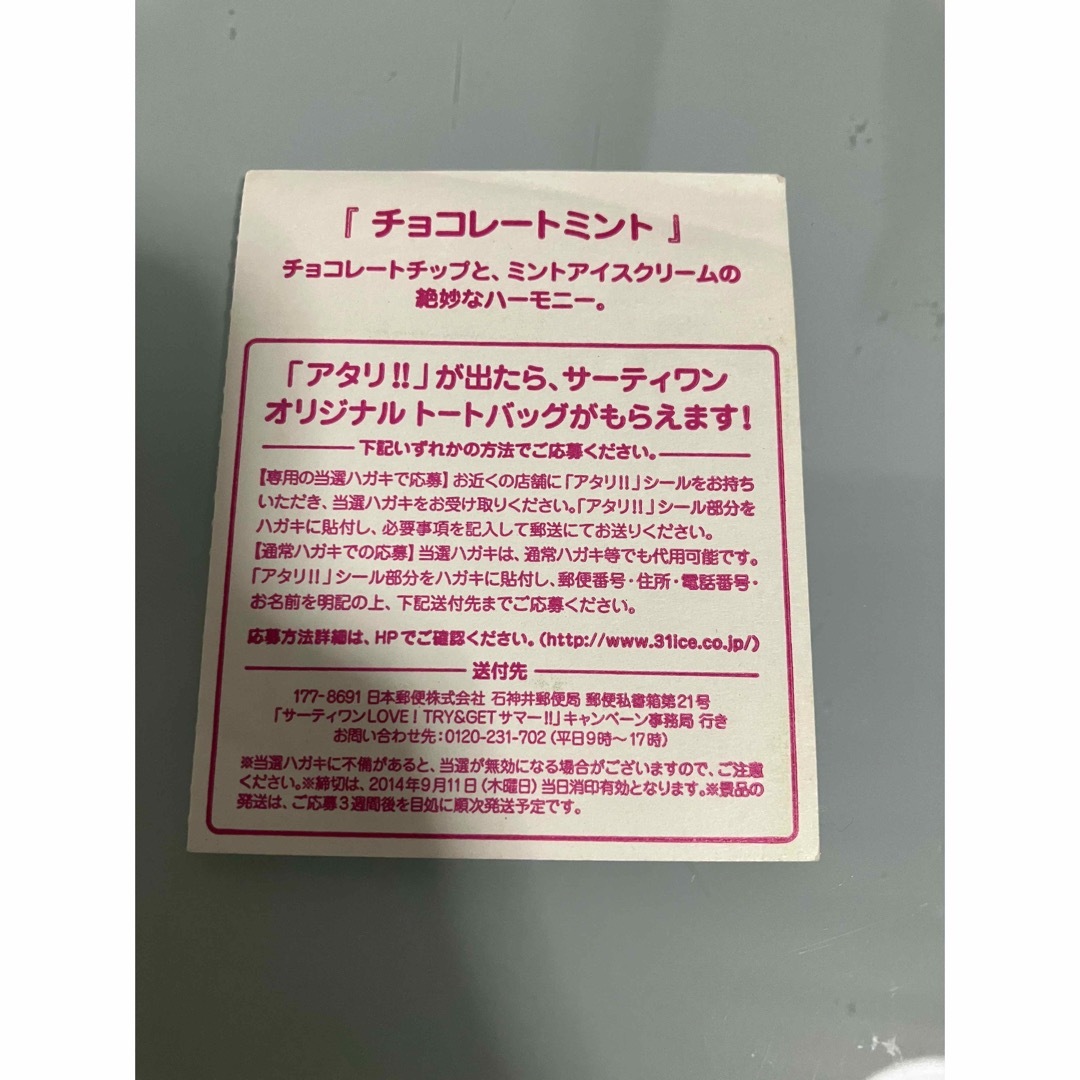 『 チョコレートミント 』
チョコレートチップと、ミントアイスクリームの
絶妙なハーモニー。
「アタリ!!」が出たら、サーティワン
オリジナル トートバッグがもらえます!
下記いずれかの方法でご応募ください。
【専用の当選ハガキで応募】お近くの店舗に「アタリ!!」シールをお持ち
いただき、当選ハガキをお受け取りください。「アタリ!!」シール部分を
ハガキに貼付し、必要事項を記入して郵送にてお送りください。
【通常ハガキでの応募】当選ハガキは、通常ハガキ等でも代用可能です。
「アタリ!!」シール部分をハガキに貼付し、郵便番号・住所・電話番号・
お名前を明記の上、下記送付先までご応募ください。
応募方法詳細は、HPでご確認ください。(http://www.31ice.co.jp/)
送付先
177-8691 日本郵便株式会社 石神井郵便局 郵便私書箱第21号
「サーティワンLOVE! TRY&GETサマー!!」キャンペーン事務局 行き
お問い合わせ先:0120-231-702(平日9時〜17時)
※当選ハガキに不備があると、当選が無効になる場合がございますので、ご注意
ください。※締切は、2014年9月11日(木曜日)当日消印有効となります。※景品の
発送は、ご応募3週間後を目処に順次発送予定です。